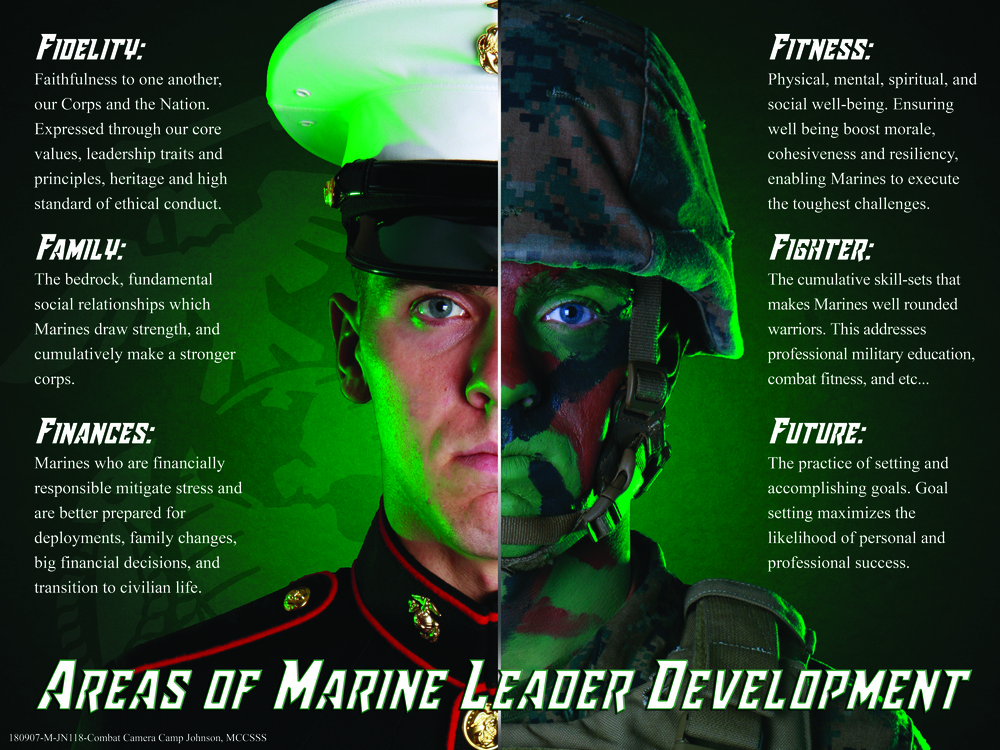 FIDELITY:
Faithfulness to one another,
our Corps and the Nation.
Expressed through our core
values, leadership traits and
principles, heritage and high
standard of ethical conduct.
FAMILY:
The bedrock, fundamental
social relationships which
Marines draw strength, and
cumulatively make a stronger
corps.
FINANCES:
Marines who are financially
responsible mitigate stress and
are better prepared for
deployments, family changes,
big financial decisions, and
transition to civilian life.
FITNESS:
Physical, mental, spiritual, and
social well-being. Ensuring
well being boost morale,
cohesiveness and resiliency,
enabling Marines to execute
the toughest challenges.
FIGHTER:
The cumulative skill-sets that
makes Marines well rounded
warriors. This addresses
professional military education,
combat fitness, and etc...
FUTURE:
The practice of setting and
accomplishing goals. Goal
setting maximizes the
likelihood of personal and
professional success.
AREAS OF MARINE LEADER DEVELOPMENT
180907-M-JN118-Combat Camera Camp Johnson, MCCSSS